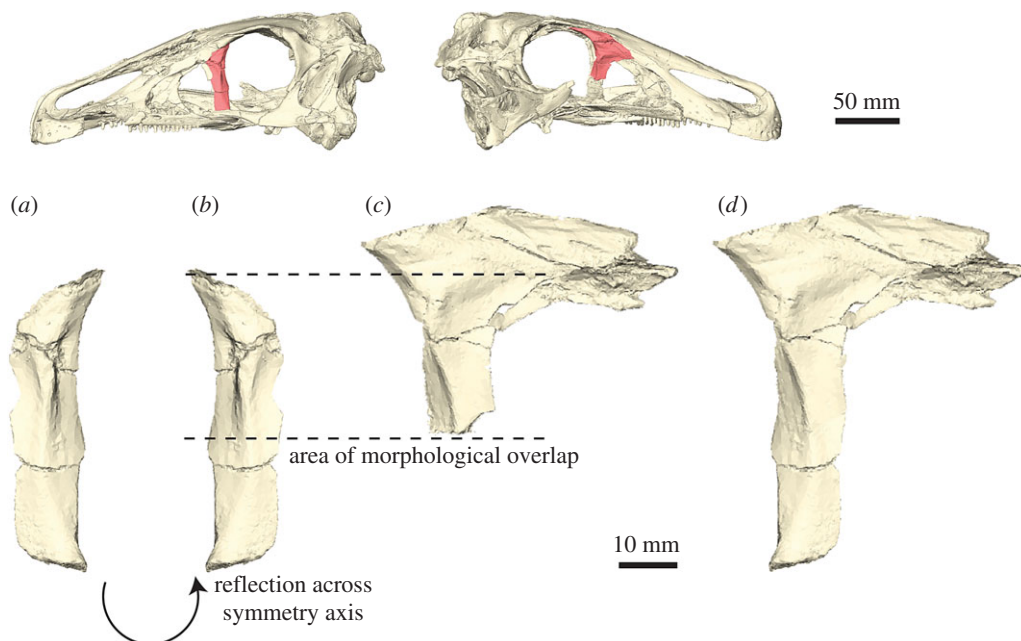 50 mm
(a)
(b)
(c)
(d)
area of morphological overlap
10 mm
reflection across
symmetry axis